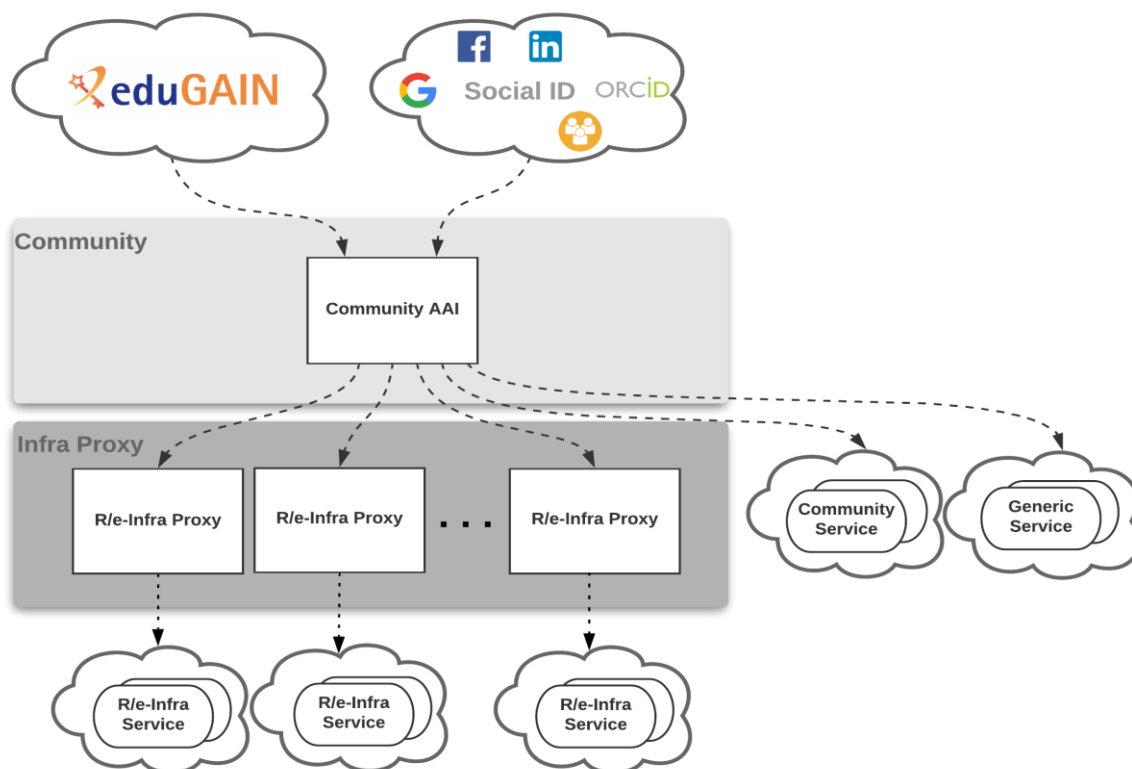 eduGAIN
f
in
G
Social ID
ORCiD
Community
Community AAI
Infra Proxy
R/e-Infra Proxy
R/e-Infra Proxy
. . .
R/e-Infra Proxy
Community
Service
Generic
Service
R/e-Infra
Service
R/e-Infra
Service
R/e-Infra
Service